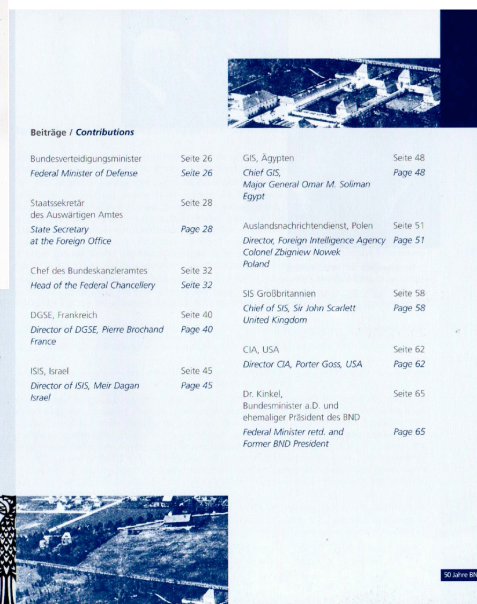 Beiträge / Contributions
Bundesverteidigungsminister Seite 26
Federal Minister of Defense Seite 26
Staatssekretär Seite 28
des Auswärtigen Amtes
State Secretary Page 28
at the Foreign Office
Chef des Bundeskanzleramtes Seite 32
Head of the Federal Chancellery Seite 32
DGSE, Frankreich Seite 40
Director of DGSE, Pierre Brochand Page 40
France
ISIS, Israel Seite 45
Director of ISIS, Meir Dagan Page 45
Israel
GIS, Ägypten Seite 48
Chief GIS, Page 48
Major General Omar M. Soliman
Egypt
Auslandsnachrichtendienst, Polen Seite 51
Director, Foreign Intelligence Agency Page 51
Colonel Zbigniew Nowek
Poland
SIS Großbritannien Seite 58
Chief of SIS, Sir John Scarlett Page 58
United Kingdom
CIA, USA Seite 62
Director CIA, Porter Goss, USA Page 62
Dr. Kinkel, Seite 65
Bundesminister a.D. und
ehemaliger Präsident des BND
Federal Minister retd. and Page 65
Former BND President
50 Jahre BN